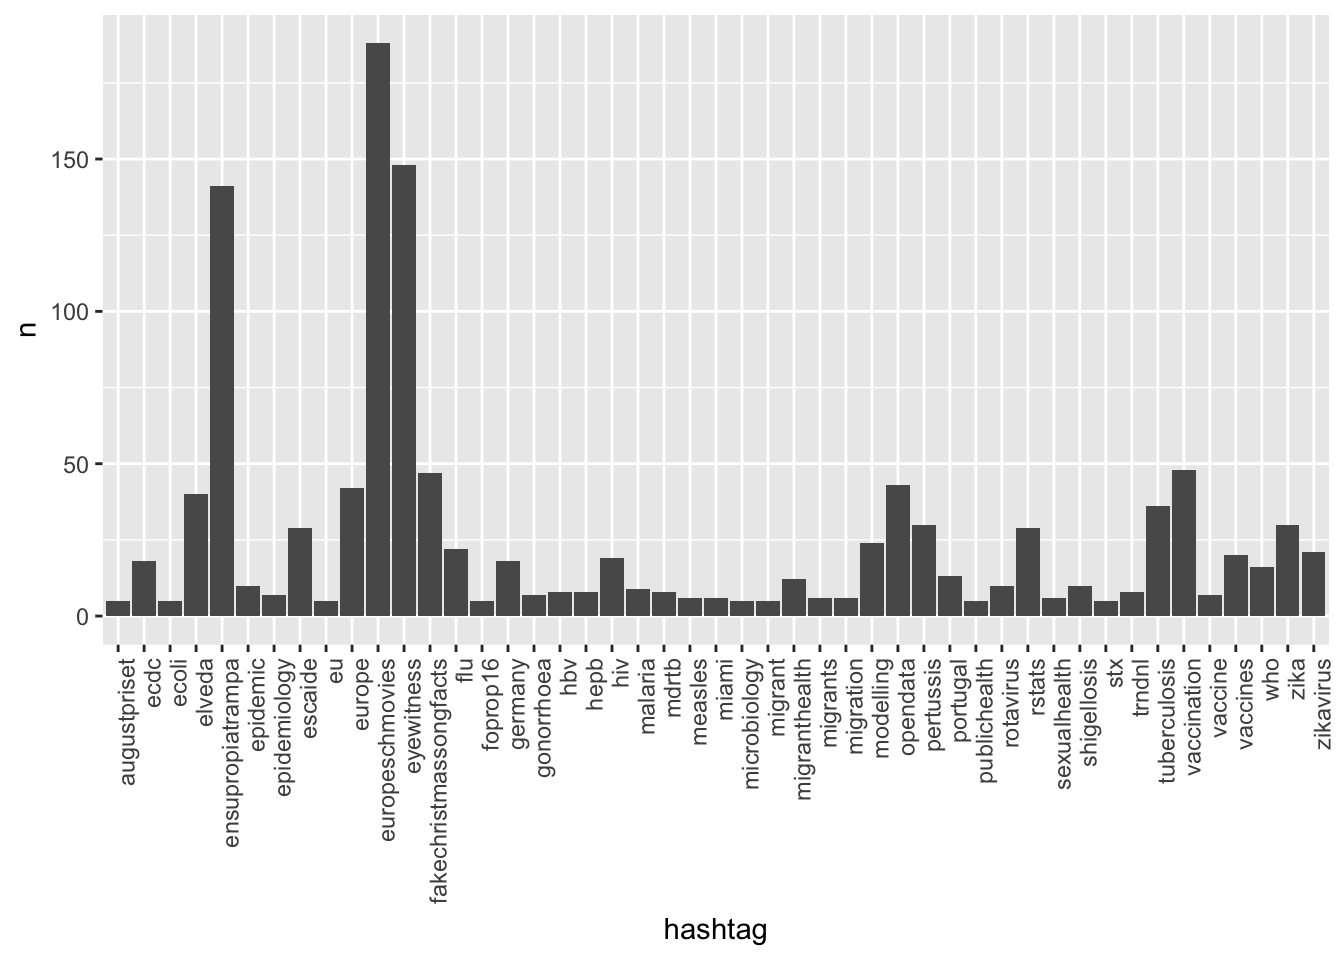 150
100
50
0
n
augustpriset
ecdc
ecoli
elveda
ensupropiatrampa
epidemic
epidemiology
escaide
eu
europe
europeschmovies
eyewitness
fakechristmassongfacts
flu
foprop16
germany
gonorrhoea
hbv
hepb
hiv
malaria
mdrtb
measles
miami
microbiology
migrant
migranthealth
migrants
migration
modelling
opendata
pertussis
portugal
publichealth
rotavirus
rstats
sexualhealth
shigellosis
stx
trndnl
tuberculosis
vaccination
vaccine
vaccines
who
zika
zikavirus
hashtag